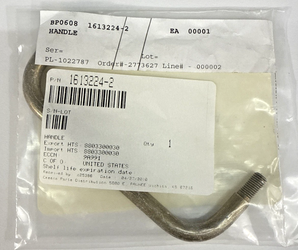 BP0608 1613224-2 EA 00001
HANDLE
Ser= Lot=
PL-1022787 Order#-2773627 Line# - 000002
P/N 1613224-2
S/N-LOT
HANDLE Qty 1
Export HTS: 8803300030
Import HTS: 8803300030
ECCN 9A991
C OF O: UNITED STATES
Shelf life expiration date